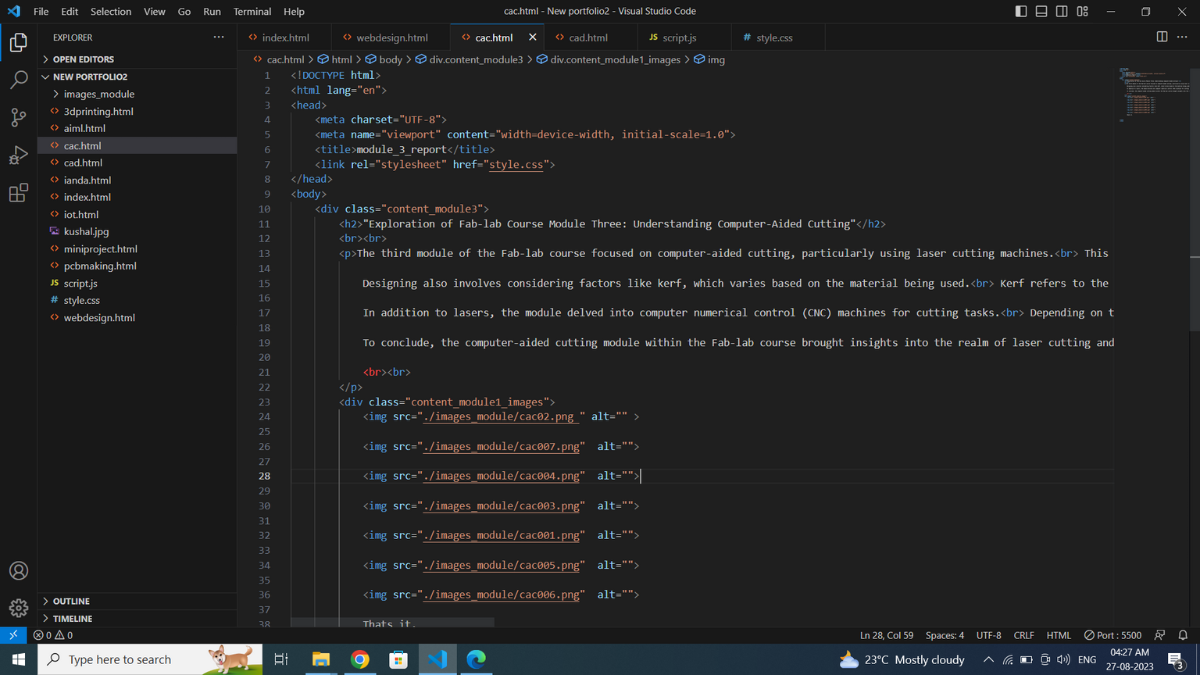 File Edit Selection View Go Run Terminal Help
cac.html - New portfolio2 - Visual Studio Code
EXPLORER
OPEN EDITORS
NEW PORTFOLIO2
images_module
3dprinting.html
aiml.html
cac.html
cad.html
ianda.html
index.html
iot.html
kushal.jpg
miniproject.html
pcbmaking.html
JS script.js
# style.css
webdesign.html
OUTLINE
TIMELINE
index.html webdesign.html cac.html cad.html JS script.js # style.css
cac.html > html > body > div.content_module3 > div.content_module1_images > img
1 <!DOCTYPE html>
2 <html lang="en">
3 <head>
4 <meta charset="UTF-8">
5 <meta name="viewport" content="width=device-width, initial-scale=1.0">
6 <title>module_3_report</title>
7 <link rel="stylesheet" href="style.css">
8 </head>
9 <body>
10 <div class="content_module3">
11 <h2>"Exploration of Fab-lab Course Module Three: Understanding Computer-Aided Cutting"</h2>
12 <br><br>
13 <p>The third module of the Fab-lab course focused on computer-aided cutting, particularly using laser cutting machines.<br> This
14
15 Designing also involves considering factors like kerf, which varies based on the material being used.<br> Kerf refers to the
16
17 In addition to lasers, the module delved into computer numerical control (CNC) machines for cutting tasks.<br> Depending on t
18
19 To conclude, the computer-aided cutting module within the Fab-lab course brought insights into the realm of laser cutting and
20
21 <br><br>
22 </p>
23 <div class="content_module1_images">
24 <img src="./images_module/cac02.png " alt="" >
25
26 <img src="./images_module/cac007.png" alt="">
27
28 <img src="./images_module/cac004.png" alt="">
29
30 <img src="./images_module/cac003.png" alt="">
31
32 <img src="./images_module/cac001.png" alt="">
33
34 <img src="./images_module/cac005.png" alt="">
35
36 <img src="./images_module/cac006.png" alt="">
37
38 Thats it.
0 0
Ln 28, Col 59 Spaces: 4 UTF-8 CRLF HTML Port : 5500
Type here to search
23°C Mostly cloudy
ENG
04:27 AM
27-08-2023
3